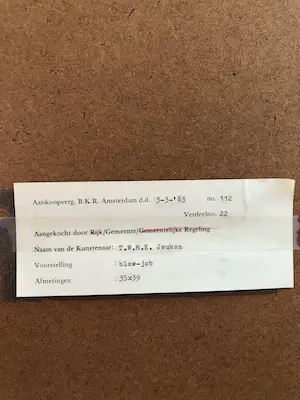 Aankoopverg. B.K.R. Amsterdam d.d. 3-3-'83 no. 112
Verdeelno. 22
Aangekocht door Rijk/Gemeente/Gemeentelijke Regeling
Naam van de Kunstenaar: T.W.M.E. Jeuken
Voorstelling : blow-job
Afmetingen : 35x39